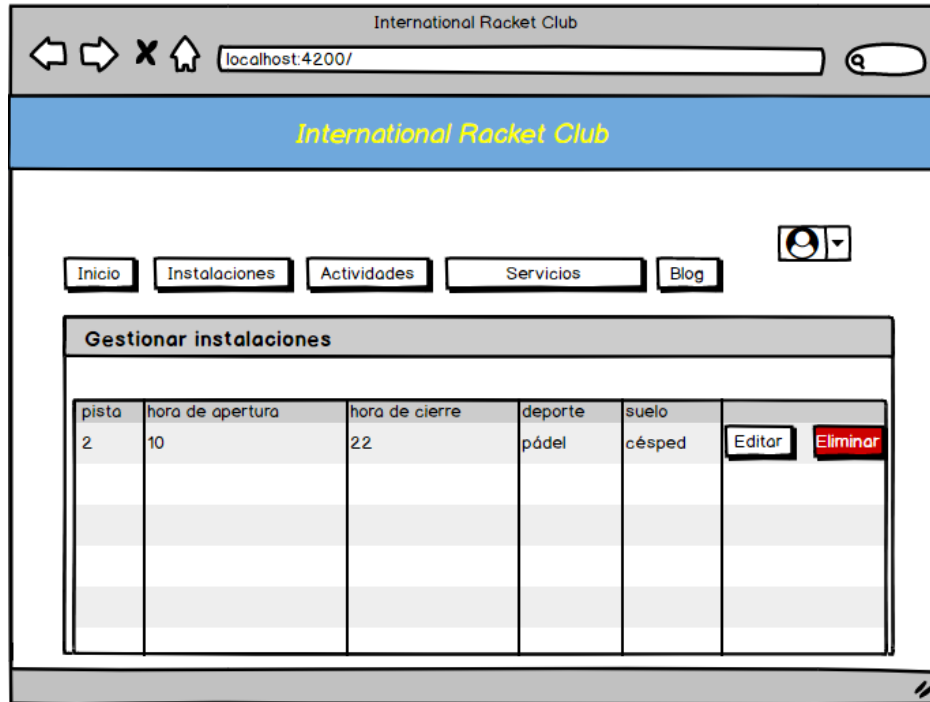 International Racket Club
localhost:4200/
International Racket Club
Inicio Instalaciones Actividades Servicios Blog
Gestionar instalaciones
pista hora de apertura hora de cierre deporte suelo
2 10 22 pádel césped Editar Eliminar